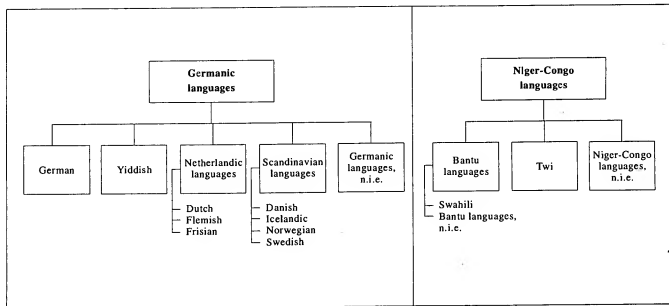 Germanic
languages
German
Yiddish
Netherlandic
languages
Dutch
Flemish
Frisian
Scandinavian
languages
Danish
Icelandic
Norwegian
Swedish
Germanic
languages,
n.i.e.
Niger-Congo
languages
Bantu
languages
Swahili
Bantu languages,
n.i.e.
Twi
Niger-Congo
languages,
n.i.e.